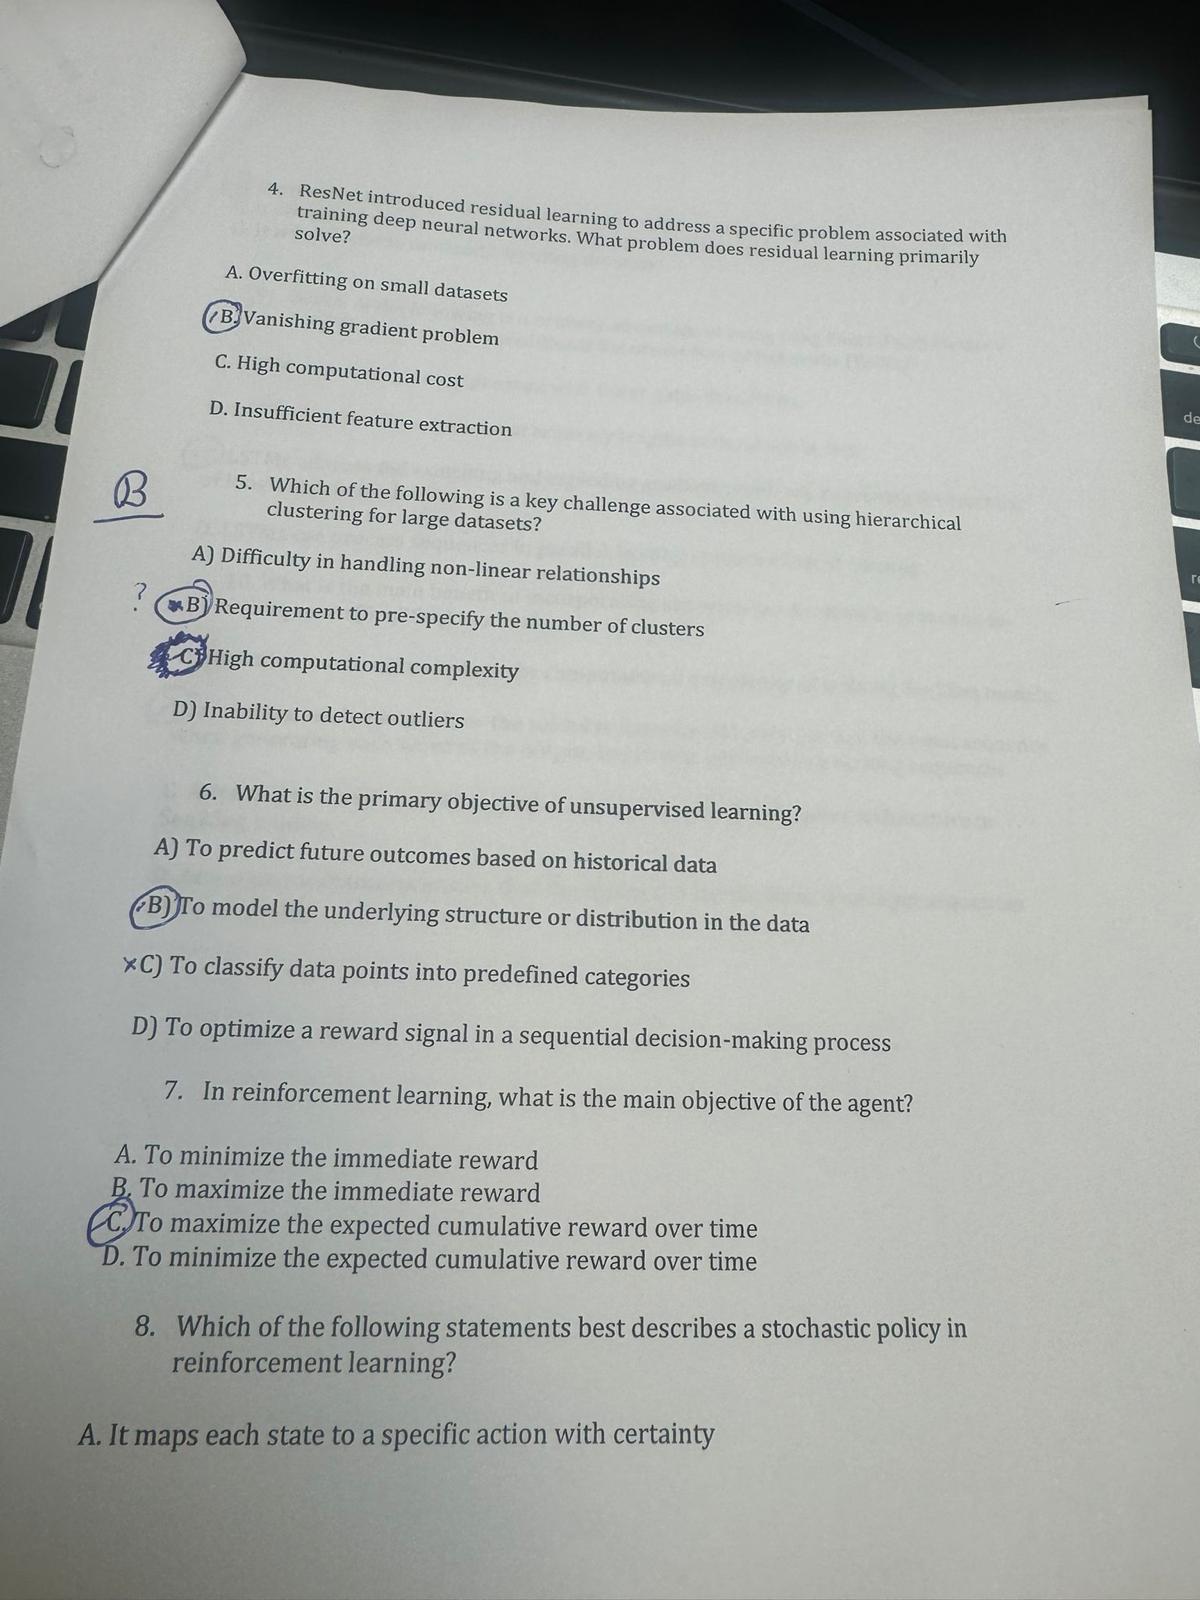 4. ResNet introduced residual learning to address a specific problem associated with
training deep neural networks. What problem does residual learning primarily
solve?
A. Overfitting on small datasets
B. Vanishing gradient problem
C. High computational cost
D. Insufficient feature extraction
B
5. Which of the following is a key challenge associated with using hierarchical
clustering for large datasets?
A) Difficulty in handling non-linear relationships
? B) Requirement to pre-specify the number of clusters
C) High computational complexity
D) Inability to detect outliers
6. What is the primary objective of unsupervised learning?
A) To predict future outcomes based on historical data
B) To model the underlying structure or distribution in the data
C) To classify data points into predefined categories
D) To optimize a reward signal in a sequential decision-making process
7. In reinforcement learning, what is the main objective of the agent?
A. To minimize the immediate reward
B. To maximize the immediate reward
C. To maximize the expected cumulative reward over time
D. To minimize the expected cumulative reward over time
8. Which of the following statements best describes a stochastic policy in
reinforcement learning?
A. It maps each state to a specific action with certainty